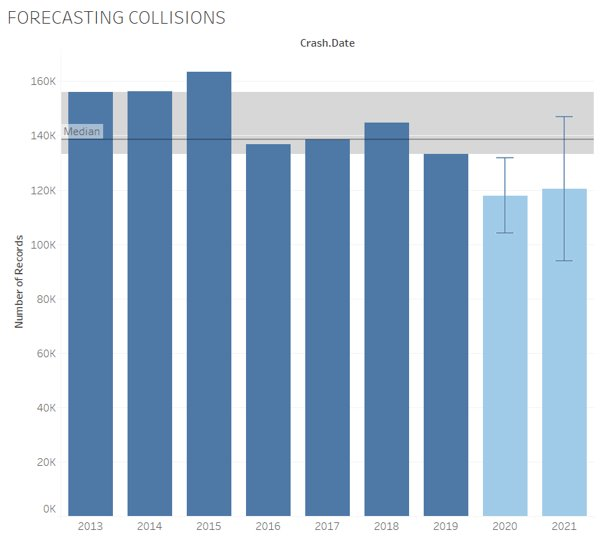 FORECASTING COLLISIONS
Crash.Date
Number of Records
160K
Median
140K
120K
100K
80K
60K
40K
20K
0K
2013 2014 2015 2016 2017 2018 2019 2020 2021